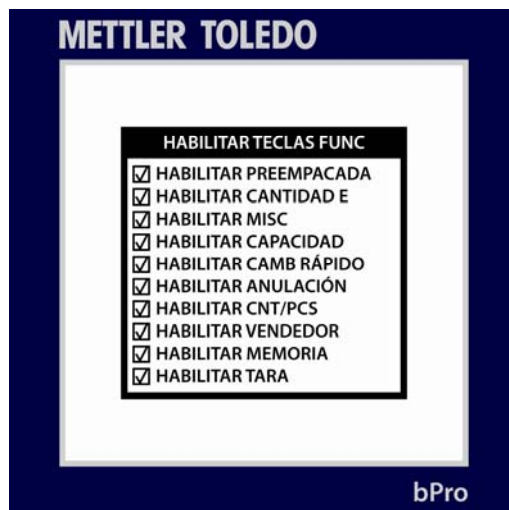 METTLER TOLEDO
HABILITAR TECLAS FUNC
HABILITAR PREEMPACADA
HABILITAR CANTIDAD E
HABILITAR MISC
HABILITAR CAPACIDAD
HABILITAR CAMB RÁPIDO
HABILITAR ANULACIÓN
HABILITAR CNT/PCS
HABILITAR VENDEDOR
HABILITAR MEMORIA
HABILITAR TARA
bPro